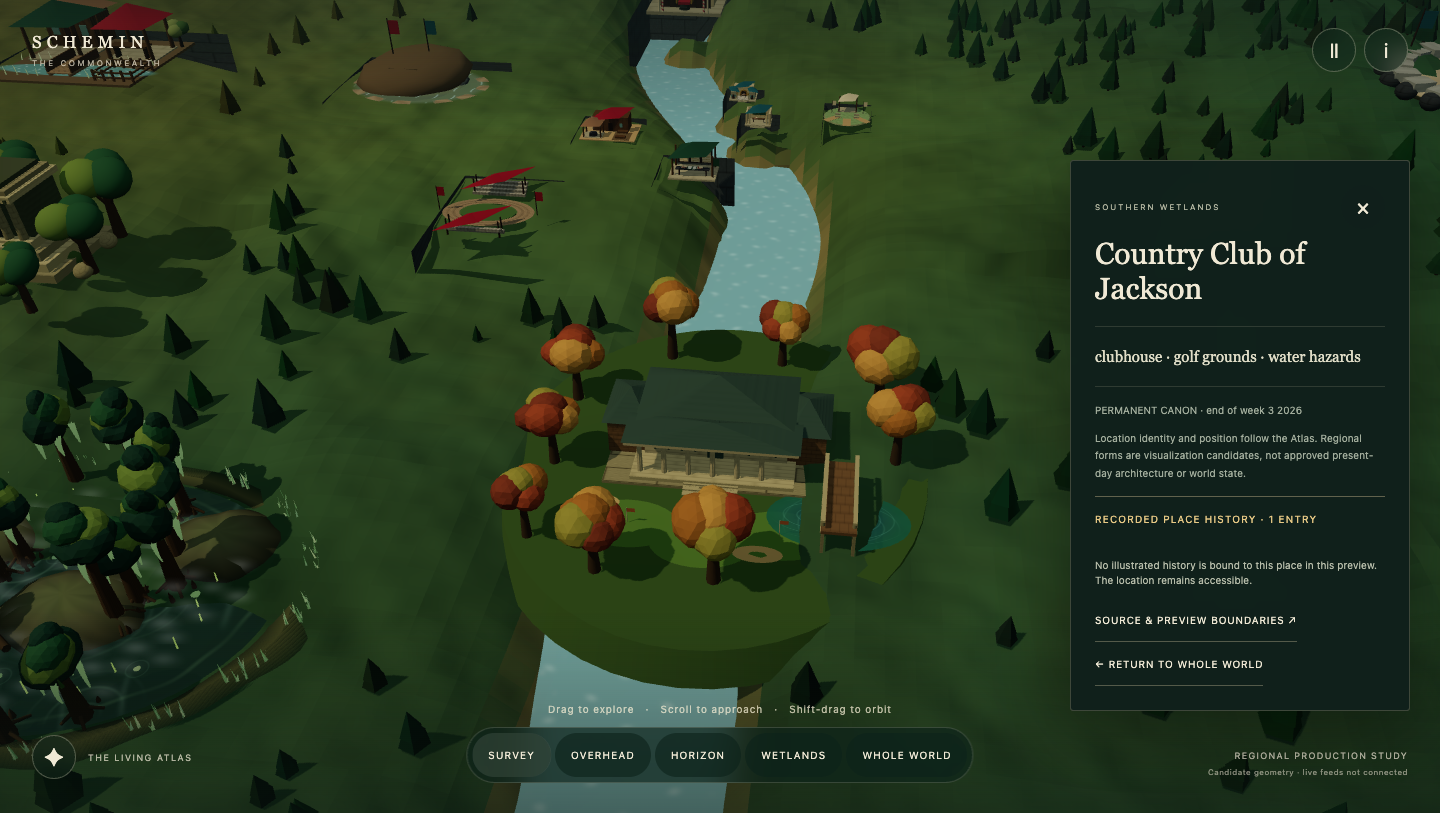 SCHEMIN
THE COMMONWEALTH
i
SOUTHERN WETLANDS
×
Country Club of
Jackson
clubhouse · golf grounds · water hazards
PERMANENT CANON · end of week 3 2026
Location identity and position follow the Atlas. Regional
forms are visualization candidates, not approved present-
day architecture or world state.
RECORDED PLACE HISTORY · 1 ENTRY
No illustrated history is bound to this place in this preview.
The location remains accessible.
SOURCE & PREVIEW BOUNDARIES ↗
← RETURN TO WHOLE WORLD
Drag to explore · Scroll to approach · Shift-drag to orbit
SURVEY OVERHEAD HORIZON WETLANDS WHOLE WORLD
THE LIVING ATLAS
REGIONAL PRODUCTION STUDY
Candidate geometry · live feeds not connected